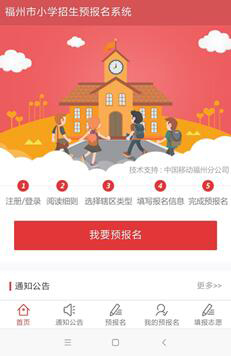 福州市小学招生预报名系统
技术支持：中国移动福州分公司
1 2 3 4 5
注册/登录 阅读细则 选择辖区类型 填写报名信息 完成预报名
我要预报名
通知公告 更多>>
首页 通知公告 预报名 我的预报名 填报志愿